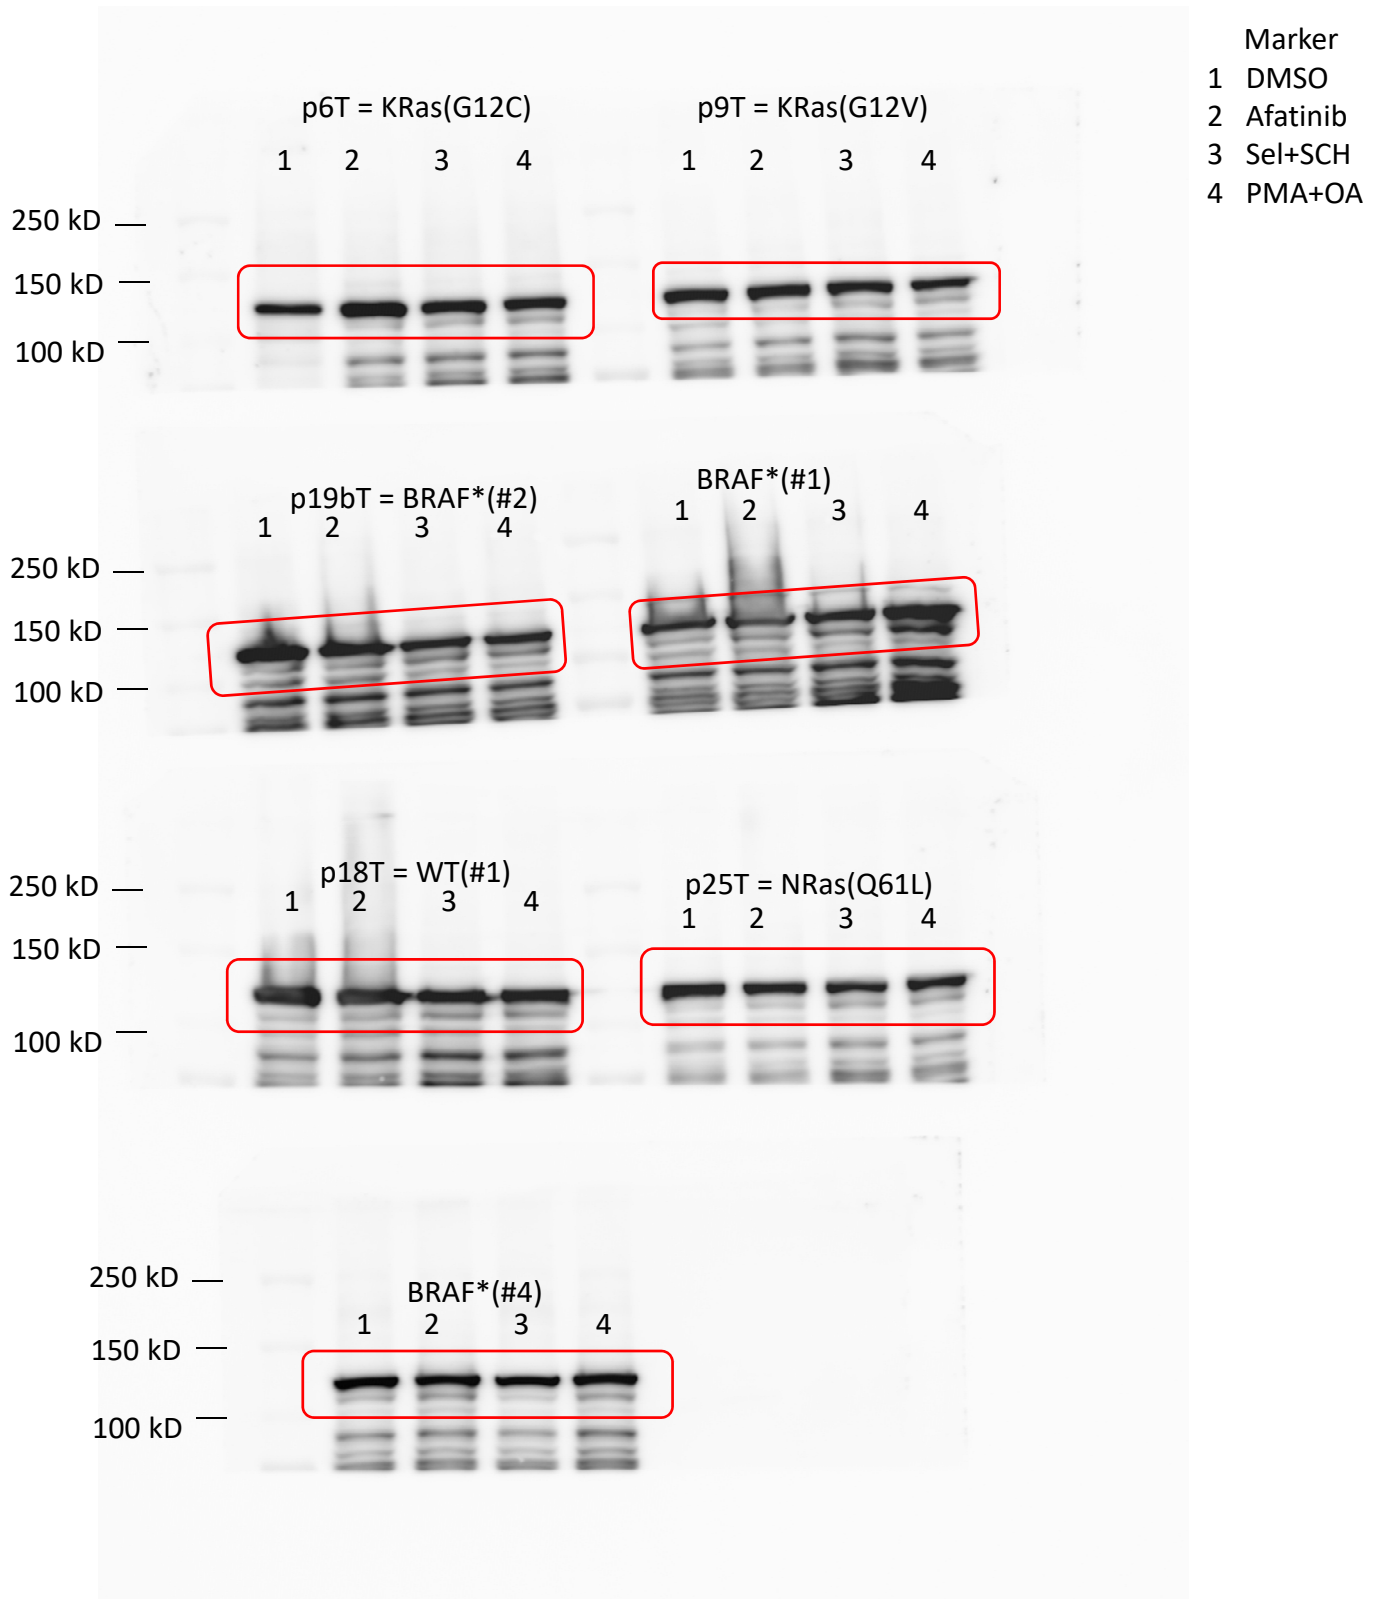 Marker
1 DMSO
2 Afatinib
3 Sel+SCH
4 PMA+OA
p6T = KRas(G12C)
p9T = KRas(G12V)
1 2 3 4
1 2 3 4
250 kD
150 kD
100 kD
p19bT = BRAF*(#2)
BRAF*(#1)
1 2 3 4
1 2 3 4
250 kD
150 kD
100 kD
p18T = WT(#1)
p25T = NRas(Q61L)
1 2 3 4
1 2 3 4
250 kD
150 kD
100 kD
BRAF*(#4)
1 2 3 4
250 kD
150 kD
100 kD